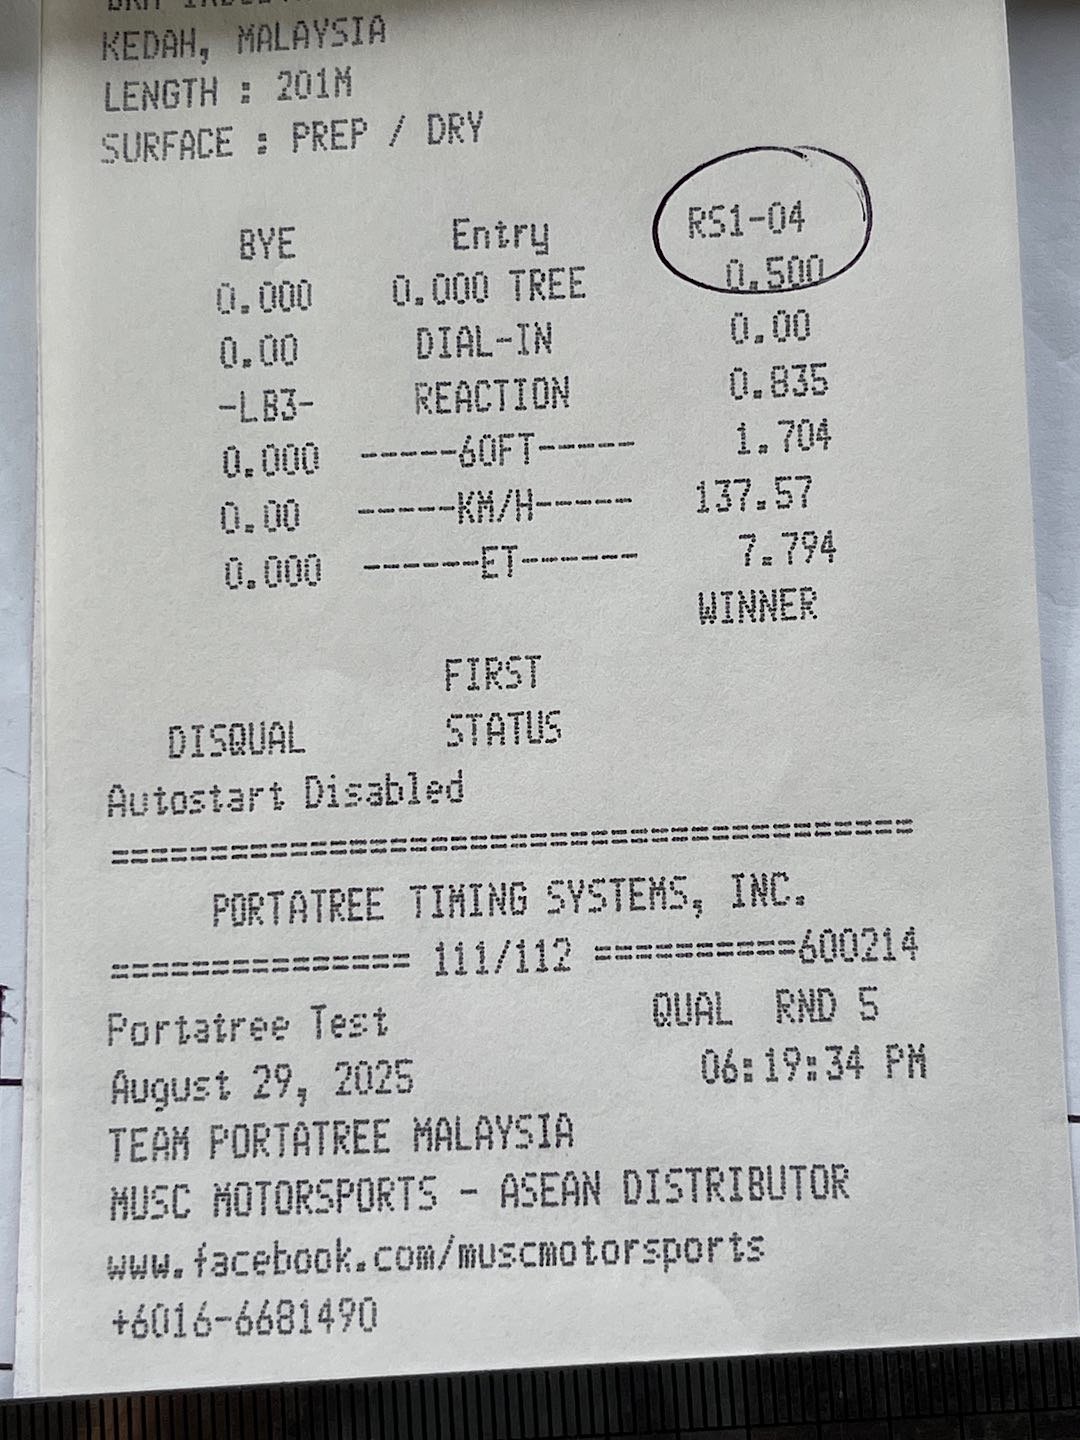 KEDAH, MALAYSIA
LENGTH : 201M
SURFACE : PREP / DRY
BYE Entry RS1-04
0.000 0.000 TREE 0.500
0.00 DIAL-IN 0.00
-LB3- REACTION 0.835
0.000 -----60FT----- 1.704
0.00 -----KM/H----- 137.57
0.000 ------ET------ 7.794
WINNER
FIRST
DISQUAL STATUS
Autostart Disabled
=========================================
PORTATREE TIMING SYSTEMS, INC.
=============== 111/112 ==========600214
Portatree Test QUAL RND 5
August 29, 2025 06:19:34 PM
TEAM PORTATREE MALAYSIA
MUSC MOTORSPORTS - ASEAN DISTRIBUTOR
www.facebook.com/muscmotorsports
+6016-6681490